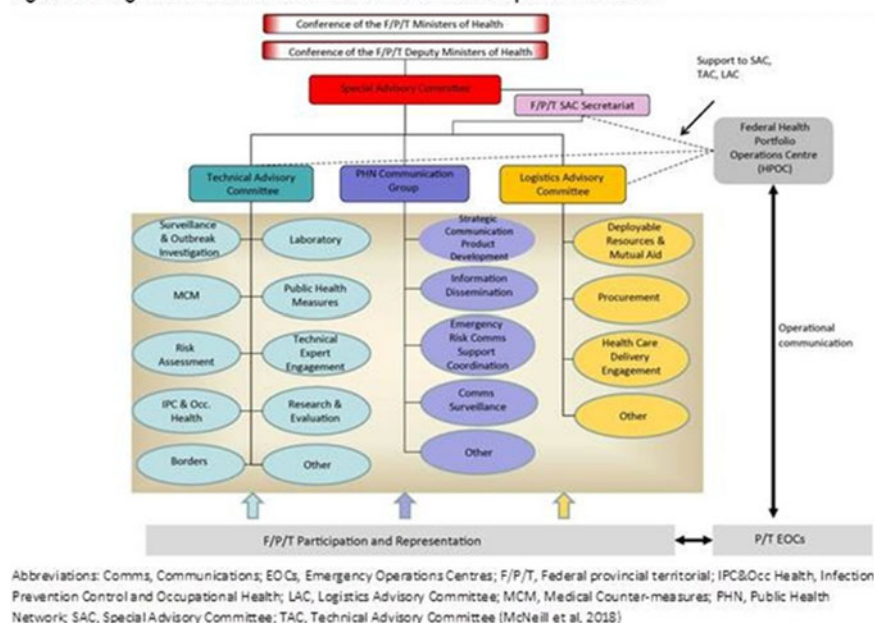 Conference of the F/P/T Ministers of Health
Conference of the F/P/T Deputy Ministers of Health
Special Advisory Committee
F/P/T SAC Secretariat
Support to SAC,
TAC, LAC
Federal Health
Portfolio
Operations Centre
(HPOC)
Technical Advisory
Committee
PHN Communication
Group
Logistics Advisory
Committee
Surveillance
& Outbreak
Investigation
Laboratory
MCM
Public Health
Measures
Risk
Assessment
Technical
Expert
Engagement
IPC & Occ.
Health
Research &
Evaluation
Borders
Other
Strategic
Communication
Product
Development
Information
Dissemination
Emergency
Risk Comms
Support
Coordination
Comms
Surveillance
Other
Deployable
Resources &
Mutual Aid
Procurement
Health Care
Delivery
Engagement
Other
Operational
communication
F/P/T Participation and Representation
P/T EOCs
Abbreviations: Comms, Communications; EOCs, Emergency Operations Centres; F/P/T, Federal provincial territorial; IPC&Occ Health, Infection
Prevention Control and Occupational Health; LAC, Logistics Advisory Committee; MCM, Medical Counter-measures; PHN, Public Health
Network; SAC, Special Advisory Committee; TAC, Technical Advisory Committee (McNeill et al, 2018)